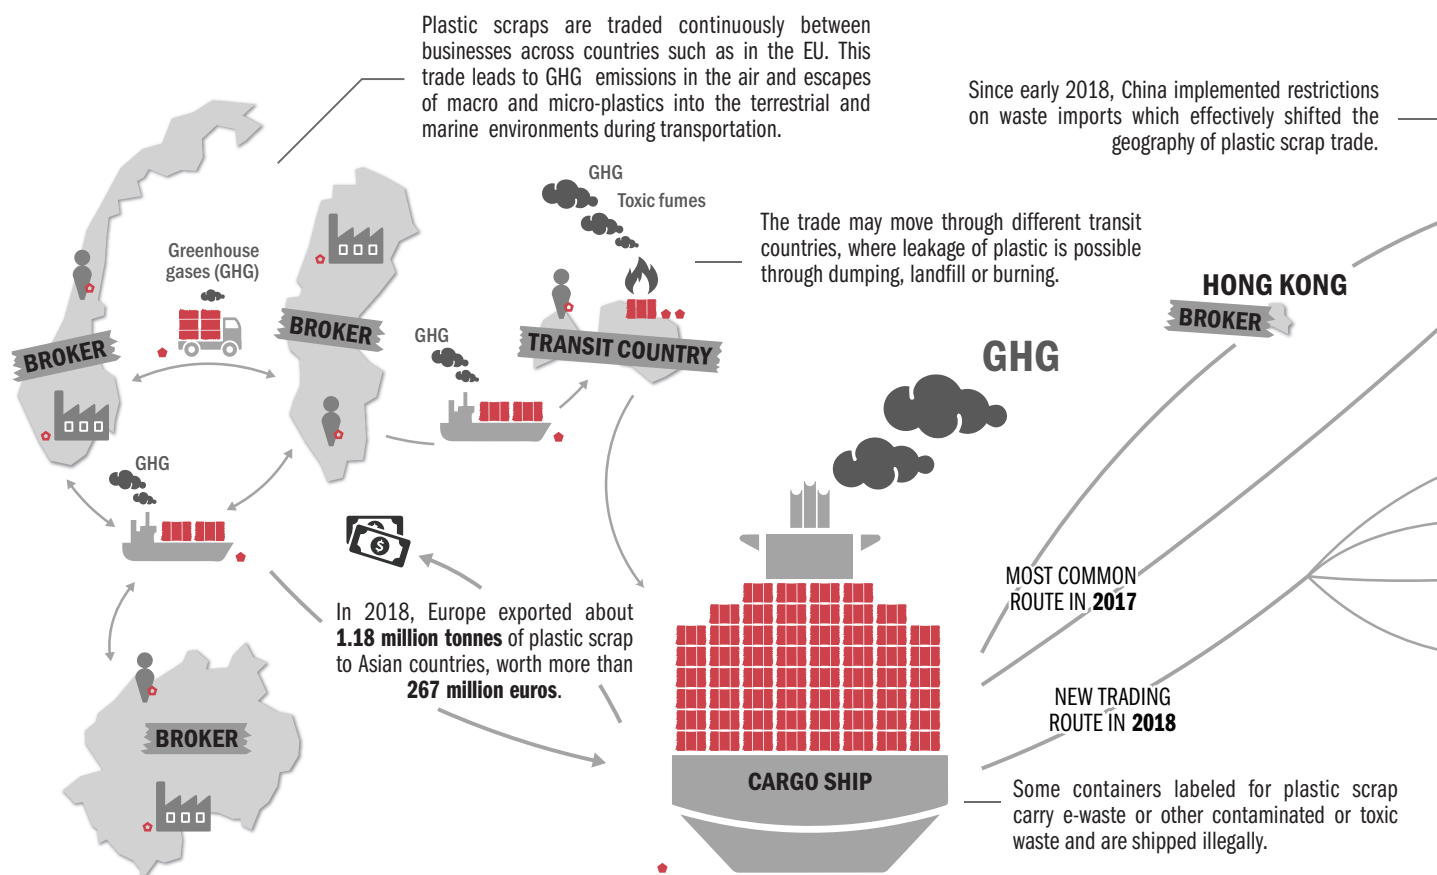 Plastic scraps are traded continuously between
businesses across countries such as in the EU. This
trade leads to GHG emissions in the air and escapes
of macro and micro-plastics into the terrestrial and
marine environments during transportation.
Since early 2018, China implemented restrictions
on waste imports which effectively shifted the
geography of plastic scrap trade.
GHG
Toxic fumes
The trade may move through different transit
countries, where leakage of plastic is possible
through dumping, landfill or burning.
Greenhouse
gases (GHG)
HONG KONG
BROKER
BROKER
BROKER
GHG
TRANSIT COUNTRY
GHG
GHG
MOST COMMON
ROUTE IN 2017
In 2018, Europe exported about
1.18 million tonnes of plastic scrap
to Asian countries, worth more than
267 million euros.
NEW TRADING
ROUTE IN 2018
BROKER
CARGO SHIP
Some containers labeled for plastic scrap
carry e-waste or other contaminated or toxic
waste and are shipped illegally.